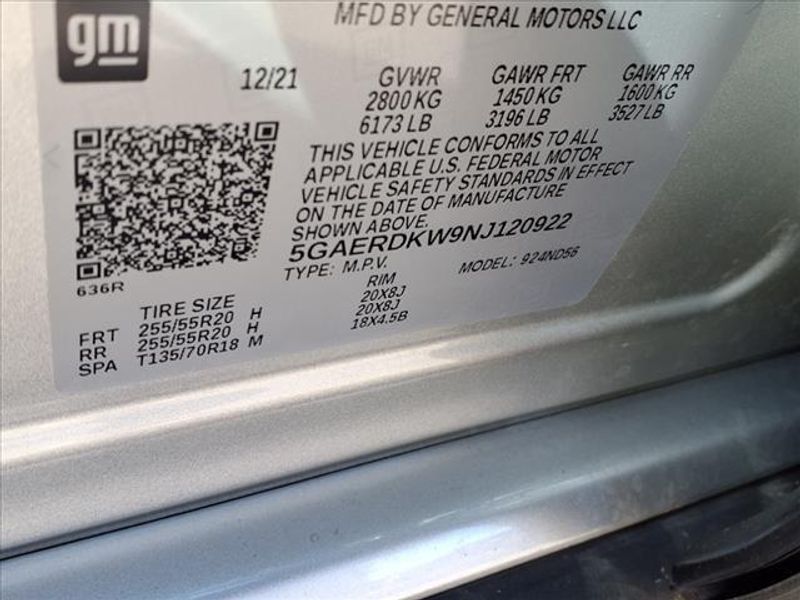 gm
MFD BY GENERAL MOTORS LLC
12/21 GVWR GAWR FRT GAWR RR
2800 KG 1450 KG 1600 KG
6173 LB 3196 LB 3527 LB
THIS VEHICLE CONFORMS TO ALL
APPLICABLE U.S. FEDERAL MOTOR
VEHICLE SAFETY STANDARDS IN EFFECT
ON THE DATE OF MANUFACTURE
SHOWN ABOVE.
5GAERDKW9NJ120922
TYPE: M.P.V. MODEL: 924ND56
636R
TIRE SIZE RIM
FRT 255/55R20 H 20X8J
RR 255/55R20 H 20X8J
SPA T135/70R18 M 18X4.5B